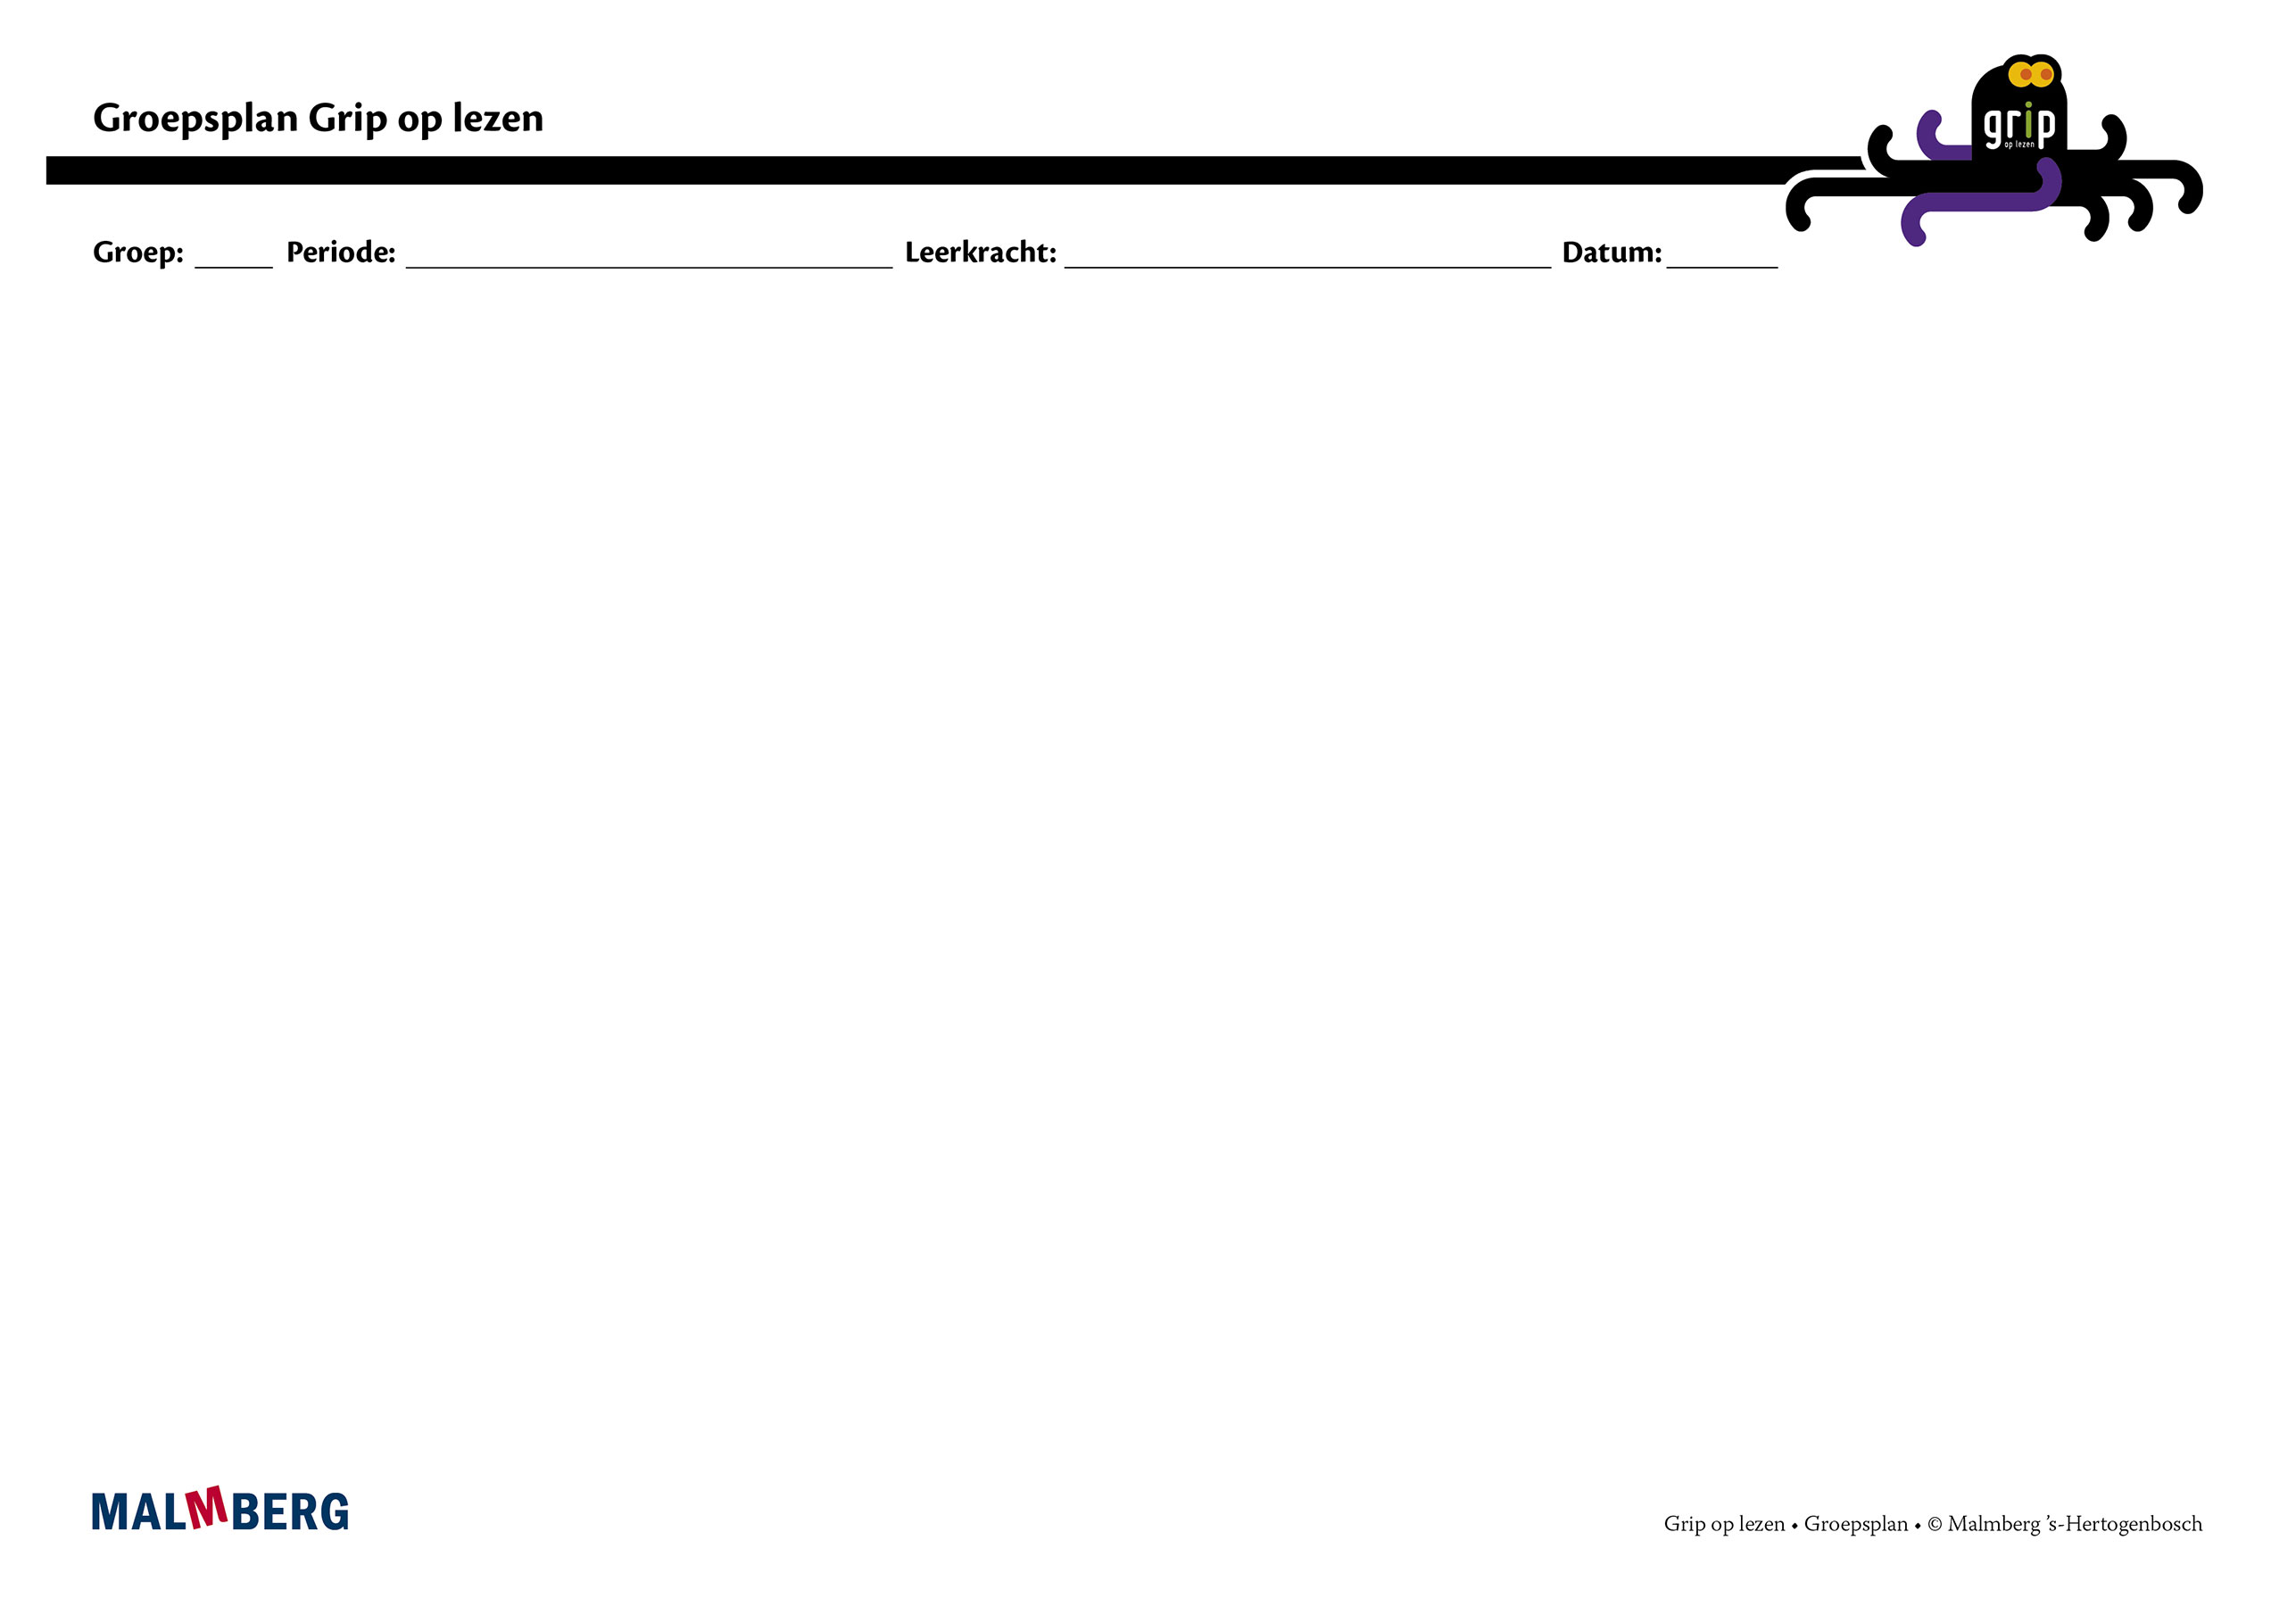 Groepsplan Grip op lezen
grip
op lezen
Groep: Periode: Leerkracht: Datum:
MALMBERG
Grip op lezen • Groepsplan • © Malmberg ’s-Hertogenbosch